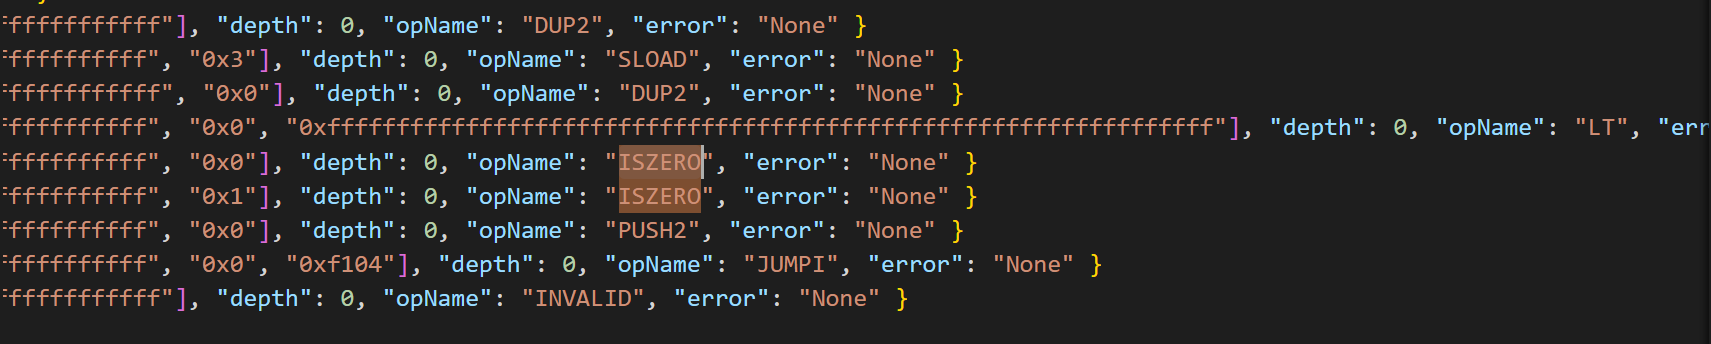 fffffffffff"], "depth": 0, "opName": "DUP2", "error": "None" }
ffffffffff", "0x3"], "depth": 0, "opName": "SLOAD", "error": "None" }
fffffffffff", "0x0"], "depth": 0, "opName": "DUP2", "error": "None" }
ffffffffff", "0x0", "0xffffffffffffffffffffffffffffffffffffffffffffffffffffffffffffffff"], "depth": 0, "opName": "LT", "err
ffffffffff", "0x0"], "depth": 0, "opName": "ISZERO", "error": "None" }
ffffffffff", "0x1"], "depth": 0, "opName": "ISZERO", "error": "None" }
ffffffffff", "0x0"], "depth": 0, "opName": "PUSH2", "error": "None" }
ffffffffff", "0x0", "0xf104"], "depth": 0, "opName": "JUMPI", "error": "None" }
fffffffffff"], "depth": 0, "opName": "INVALID", "error": "None" }